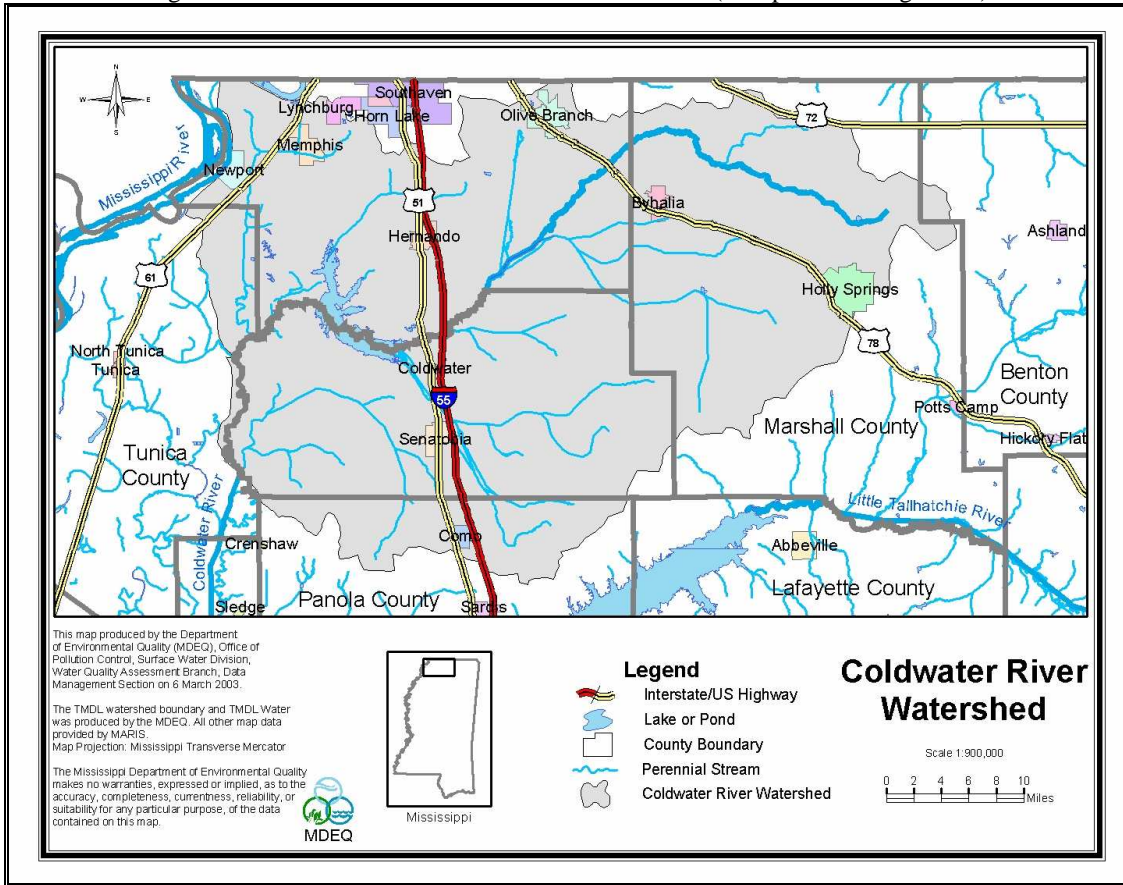 N
W
E
S
Southaven
Lynchburg
Horn Lake
Olive Branch
72
Memphis
Mississippi River
Newport
51
Byhalia
Hernando
Ashland
61
Holly Springs
78
North Tunica
Tunica
Coldwater
55
Benton
County
Potts Camp
Marshall County
Senatobia
Hickory Flat
Tunica
County
Coldwater River
Little Tallahatchie River
Como
Crenshaw
Abbeville
Sledge
Panola County
Sardis
Lafayette County
This map produced by the Department
of Environmental Quality (MDEQ), Office of
Pollution Control, Surface Water Division,
Water Quality Assessment Branch, Data
Management Section on 6 March 2003.
The TMDL watershed boundary and TMDL Water
was produced by the MDEQ. All other map data
provided by MARIS.
Map Projection: Mississippi Transverse Mercator
The Mississippi Department of Environmental Quality
makes no warranties, expressed or implied, as to the
accuracy, completeness, currentness, reliability, or
suitability for any particular purpose, of the data
contained on this map.
MDEQ
Mississippi
Legend
Interstate/US Highway
Lake or Pond
County Boundary
Perennial Stream
Coldwater River Watershed
Coldwater River
Watershed
Scale 1:900,000
0 2 4 6 8 10
Miles